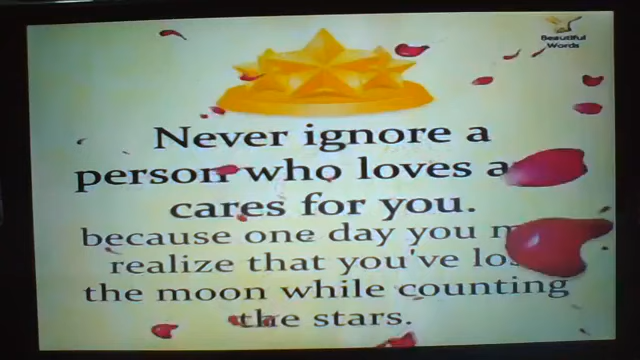 Beautiful
Words
Never ignore a
person who loves
cares for you.
because one day you
realize that you've
the moon while counting
the stars.